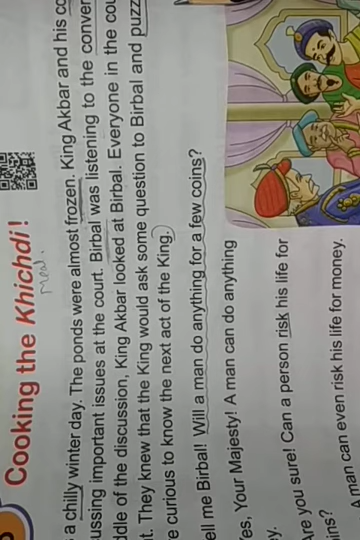 Cooking the Khichdi!
meal.
a chilly winter day. The ponds were almost frozen. King Akbar and his
ussing important issues at the court. Birbal was listening to the conver
ddle of the discussion, King Akbar looked at Birbal. Everyone in the cou
t. They knew that the King would ask some question to Birbal and puzz
e curious to know the next act of the King.
ell me Birbal! Will a man do anything for a few coins?
es, Your Majesty! A man can do anything
ey.
Are you sure! Can a person risk his life for
ins?
A man can even risk his life for money.